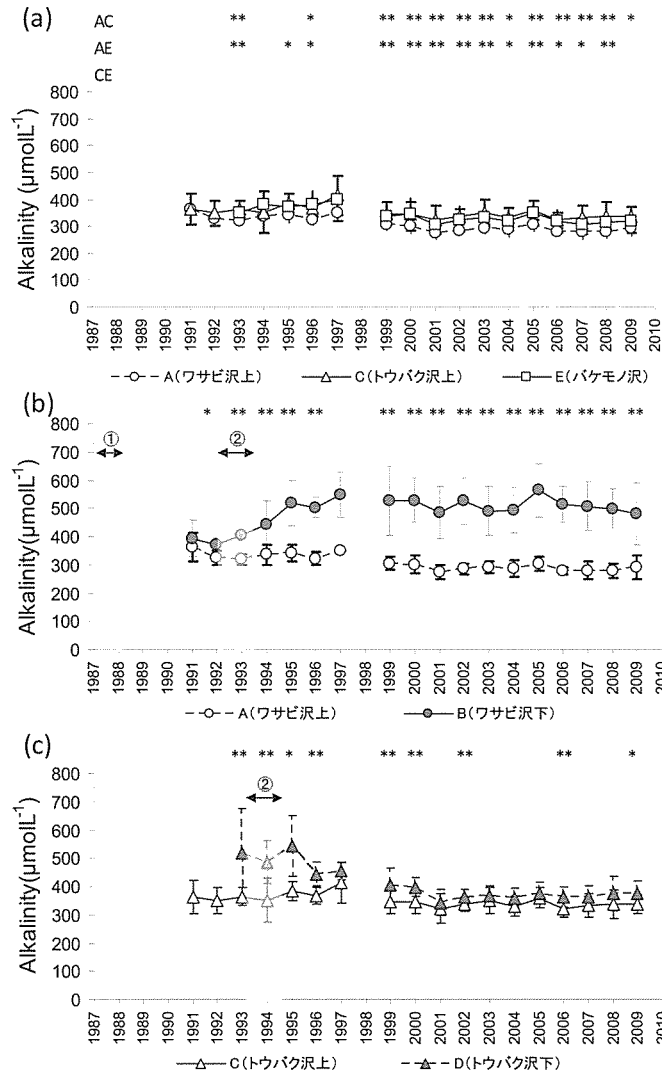 (a)
AC ** * ** ** ** ** ** * ** * * ** *
AE ** * * ** ** ** ** ** * ** * * **
CE
Alkalinity (μmolL-1)
800
700
600
500
400
300
200
100
0
1987 1988 1989 1990 1991 1992 1993 1994 1995 1996 1997 1998 1999 2000 2001 2002 2003 2004 2005 2006 2007 2008 2009 2010
A(ワサビ沢上) C(トウバク沢上) E(バケモノ沢)
(b)
* ** ** ** ** ** ** ** ** ** ** ** ** ** ** **
① ②
Alkalinity(μmolL-1)
800
700
600
500
400
300
200
100
0
1987 1988 1989 1990 1991 1992 1993 1994 1995 1996 1997 1998 1999 2000 2001 2002 2003 2004 2005 2006 2007 2008 2009 2010
A(ワサビ沢上) B(ワサビ沢下)
(c)
** ** * ** ** ** ** ** *
②
Alkalinity(μmolL-1)
800
700
600
500
400
300
200
100
0
1987 1988 1989 1990 1991 1992 1993 1994 1995 1996 1997 1998 1999 2000 2001 2002 2003 2004 2005 2006 2007 2008 2009 2010
C(トウバク沢上) D(トウバク沢下)